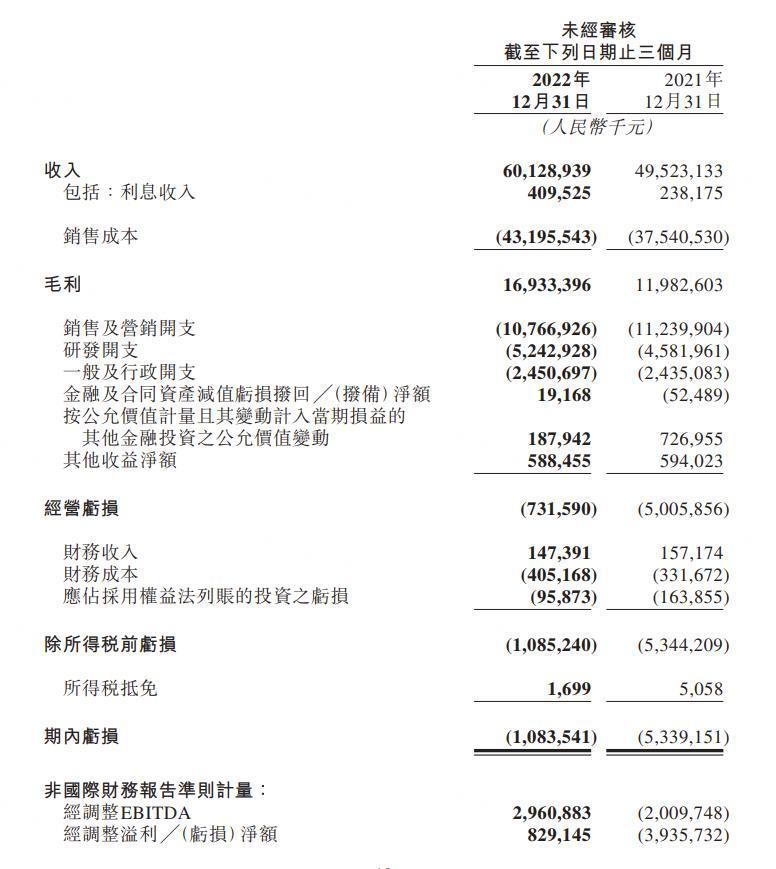 未經審核
截至下列日期止三個月
2022年 2021年
12月31日 12月31日
(人民幣千元)
收入 60,128,939 49,523,133
包括：利息收入 409,525 238,175
銷售成本 (43,195,543) (37,540,530)
毛利 16,933,396 11,982,603
銷售及營銷開支 (10,766,926) (11,239,904)
研發開支 (5,242,928) (4,581,961)
一般及行政開支 (2,450,697) (2,435,083)
金融及合同資產減值虧損撥回／(撥備)淨額 19,168 (52,489)
按公允價值計量且其變動計入當期損益的
其他金融投資之公允價值變動 187,942 726,955
其他收益淨額 588,455 594,023
經營虧損 (731,590) (5,005,856)
財務收入 147,391 157,174
財務成本 (405,168) (331,672)
應佔採用權益法列賬的投資之虧損 (95,873) (163,855)
除所得稅前虧損 (1,085,240) (5,344,209)
所得稅抵免 1,699 5,058
期內虧損 (1,083,541) (5,339,151)
非國際財務報告準則計量：
經調整EBITDA 2,960,883 (2,009,748)
經調整溢利／(虧損)淨額 829,145 (3,935,732)